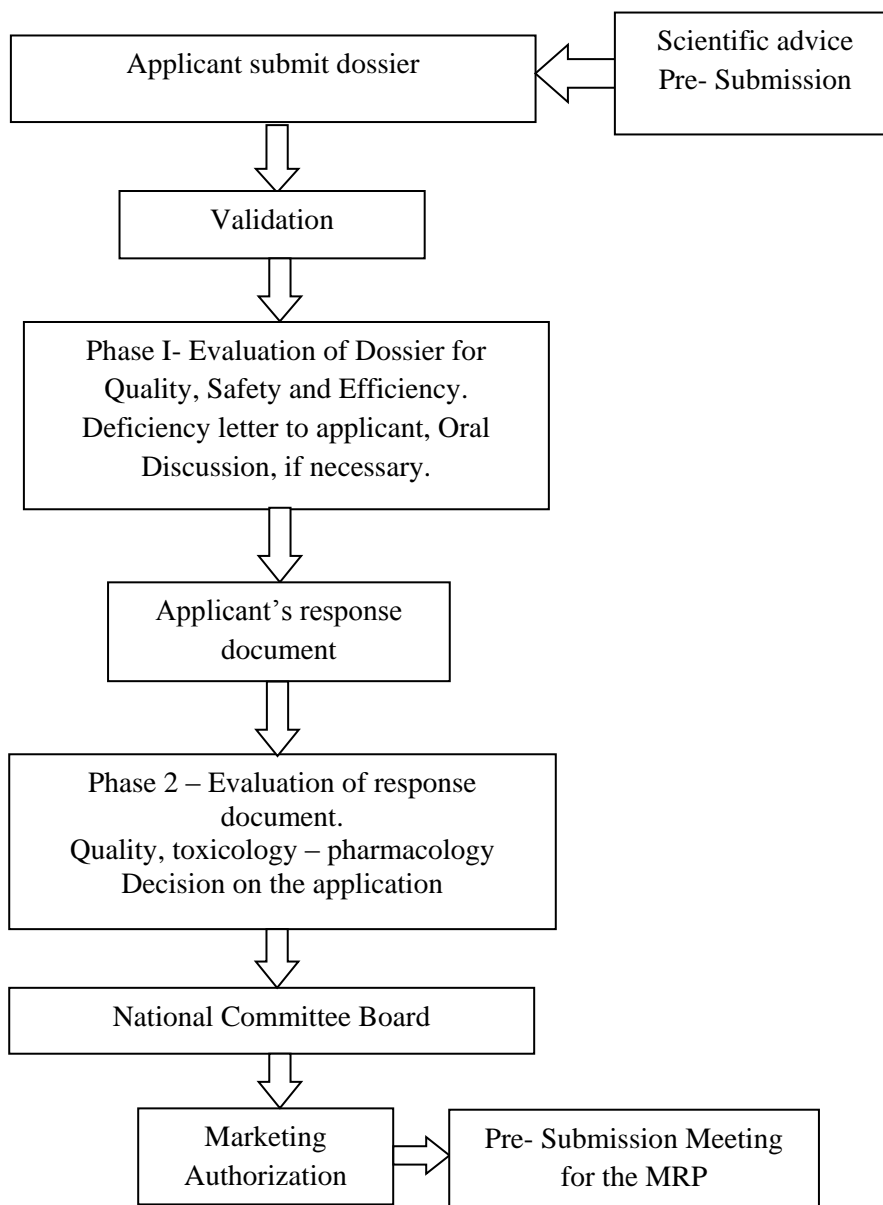 Applicant submit dossier
Scientific advice
Pre- Submission
Validation
Phase I- Evaluation of Dossier for
Quality, Safety and Efficiency.
Deficiency letter to applicant, Oral
Discussion, if necessary.
Applicant’s response
document
Phase 2 – Evaluation of response
document.
Quality, toxicology – pharmacology
Decision on the application
National Committee Board
Marketing
Authorization
Pre- Submission Meeting
for the MRP